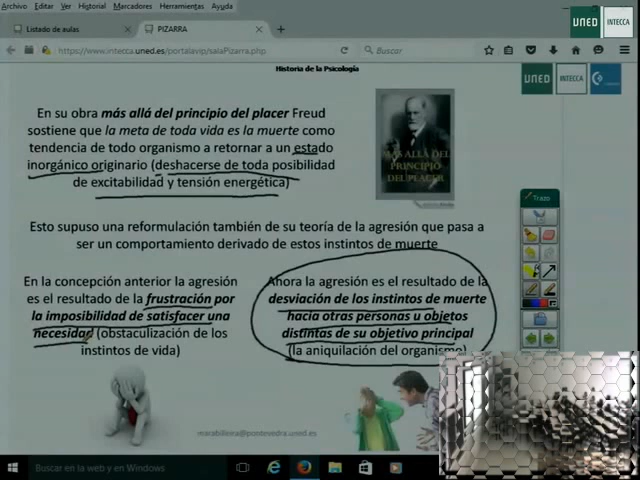 Archivo Editar Ver Historial Marcadores Herramientas Ayuda
UNED INTECCA
Listado de aulas
PIZARRA
https://www.intecca.uned.es/portalavip/salaPizarra.php
Buscar
Historia de la Psicología
UNED INTECCA
En su obra más allá del principio del placer Freud
sostiene que la meta de toda vida es la muerte como
tendencia de todo organismo a retornar a un estado
inorgánico originario (deshacerse de toda posibilidad
de excitabilidad y tensión energética)
MÁS ALLÁ DEL
PRINCIPIO
DEL PLACER
Trazo
Esto supuso una reformulación también de su teoría de la agresión que pasa a
ser un comportamiento derivado de estos instintos de muerte
En la concepción anterior la agresión
es el resultado de la frustración por
la imposibilidad de satisfacer una
necesidad (obstaculización de los
instintos de vida)
Ahora la agresión es el resultado de la
desviación de los instintos de muerte
hacia otras personas u objetos
distintas de su objetivo principal
(la aniquilación del organismo)
marabilleira@pontevedra.uned.es
Buscar en la web y en Windows